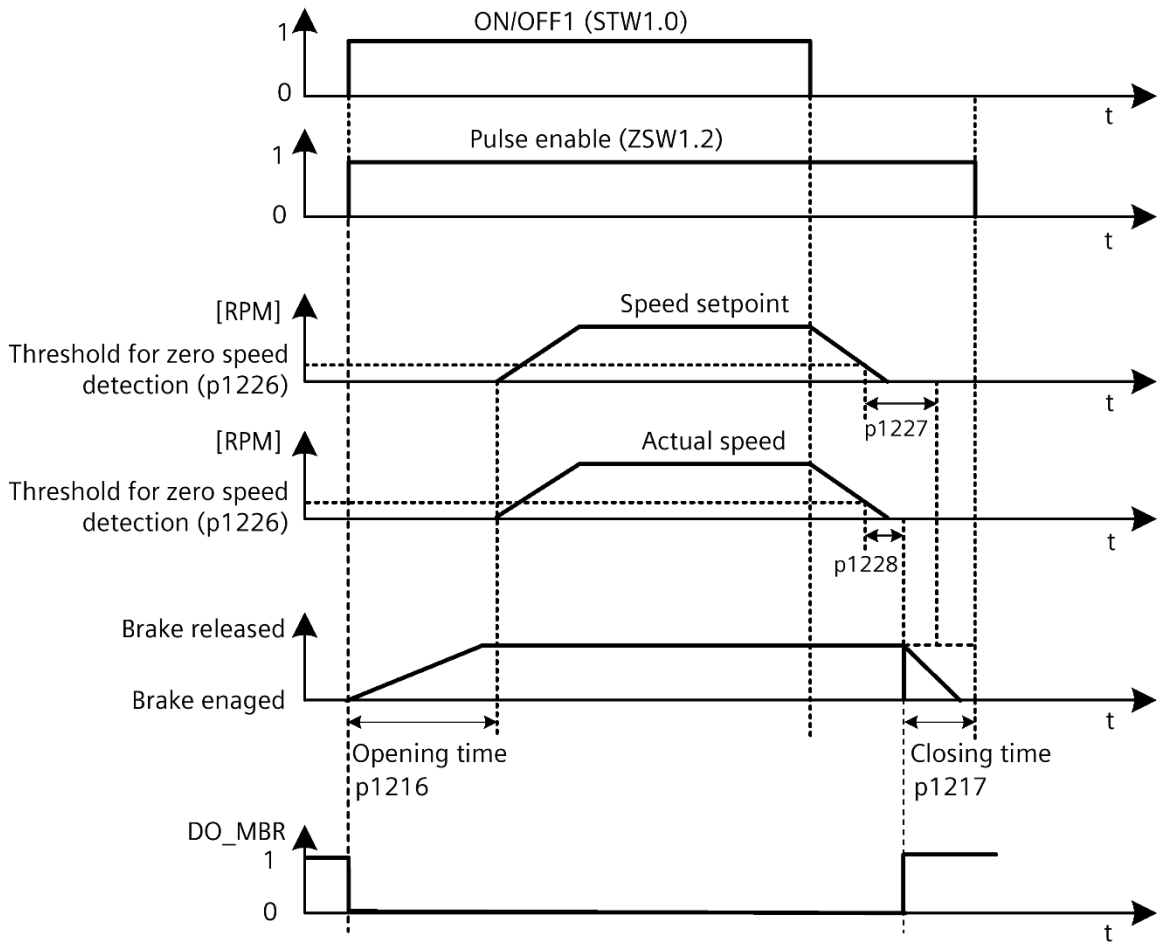 ON/OFF1 (STW1.0)
1
0
t
Pulse enable (ZSW1.2)
1
0
t
[RPM]
Speed setpoint
Threshold for zero speed
detection (p1226)
t
p1227
[RPM]
Actual speed
Threshold for zero speed
detection (p1226)
t
p1228
Brake released
Brake enaged
t
Opening time
p1216
Closing time
p1217
DO_MBR
1
0
t